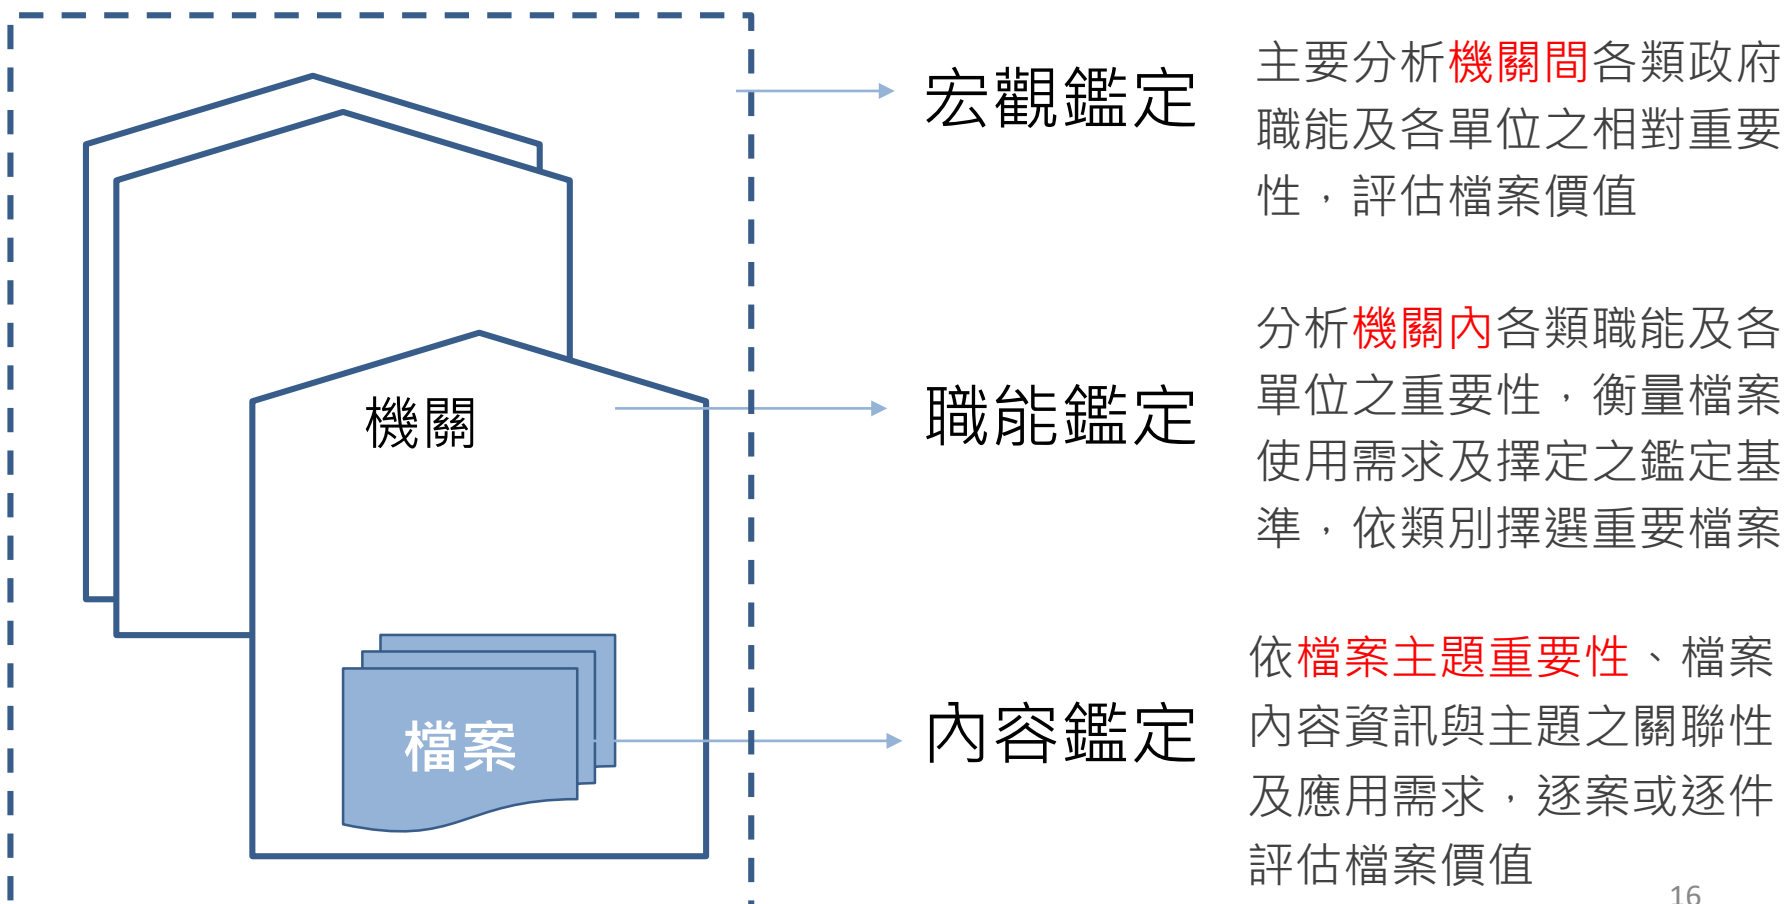 宏觀鑑定
主要分析機關間各類政府
職能及各單位之相對重要
性，評估檔案價值
機關
職能鑑定
分析機關內各類職能及各
單位之重要性，衡量檔案
使用需求及擇定之鑑定基
準，依類別擇選重要檔案
檔案
內容鑑定
依檔案主題重要性、檔案
內容資訊與主題之關聯性
及應用需求，逐案或逐件
評估檔案價值
16